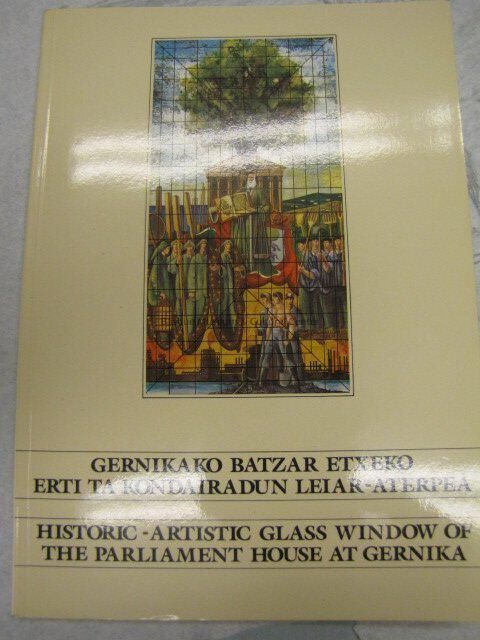 GERNIKAKO BATZAR ETXEKO
ERTI TA KONDAIRADUN LEIAR-ATERPEA
HISTORIC-ARTISTIC GLASS WINDOW OF
THE PARLIAMENT HOUSE AT GERNIKA